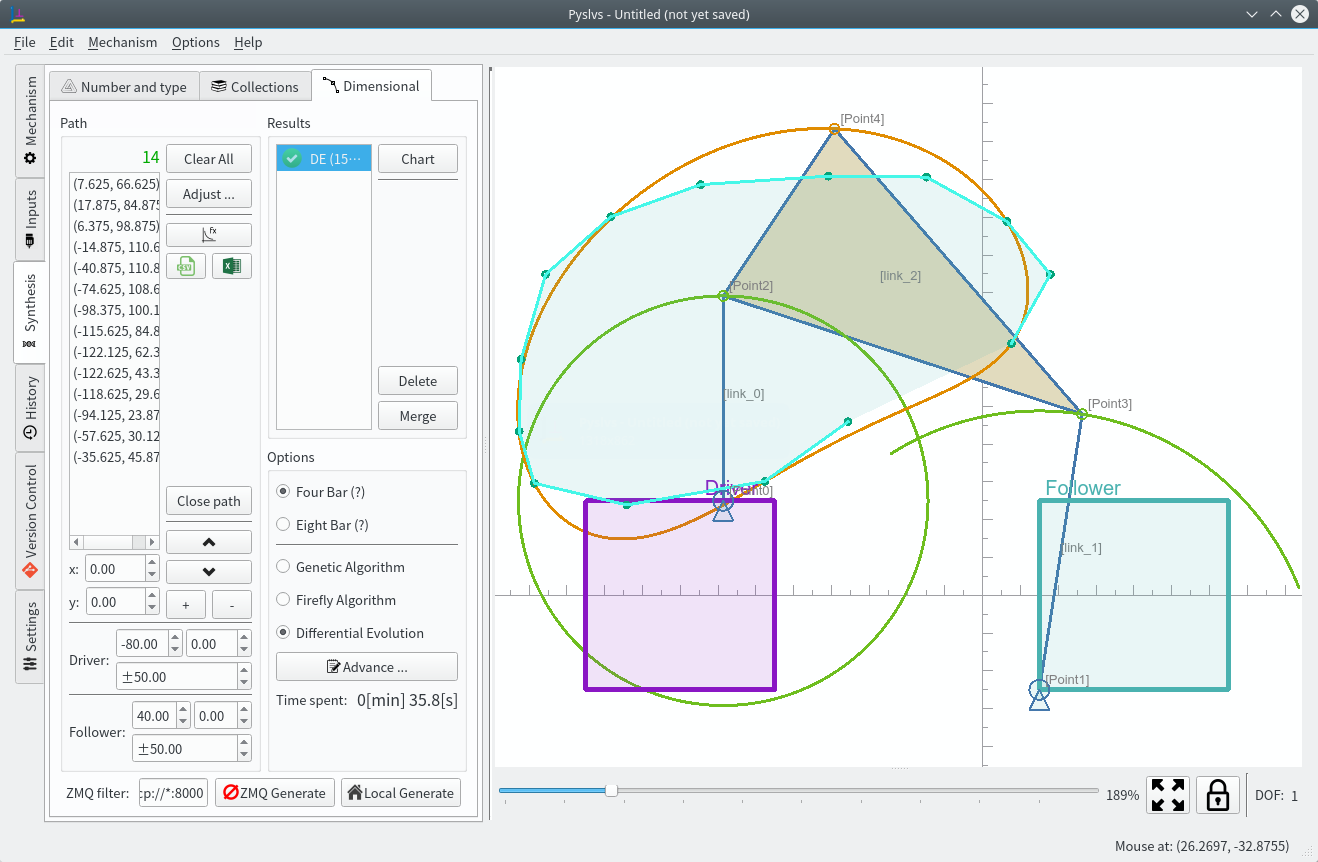 Pyslvs - Untitled (not yet saved)
File Edit Mechanism Options Help
Mechanism
Inputs
Synthesis
History
Version Control
Settings
Number and type
Collections
Dimensional
Path
14
Clear All
(7.625, 66.625)
(17.875, 84.875
(6.375, 98.875)
(-14.875, 110.6
(-40.875, 110.8
(-74.625, 108.6
(-98.375, 100.1
(-115.625, 84.8
(-122.125, 62.3
(-122.625, 43.3
(-118.625, 29.6
(-94.125, 23.87
(-57.625, 30.12
(-35.625, 45.87
Adjust ...
fx
CSV
Close path
x: 0.00
y: 0.00
+ -
Driver: -80.00 0.00
±50.00
Follower: 40.00 0.00
±50.00
Results
DE (15⋯
Chart
Delete
Merge
Options
Four Bar (?)
Eight Bar (?)
Genetic Algorithm
Firefly Algorithm
Differential Evolution
Advance ...
Time spent: 0[min] 35.8[s]
ZMQ filter: :p://*:8000 ZMQ Generate Local Generate
[Point4]
[link_2]
[Point2]
[link_0]
[Point3]
Driver
[Point0]
Follower
[link_1]
[Point1]
189%
DOF: 1
Mouse at: (26.2697, -32.8755)